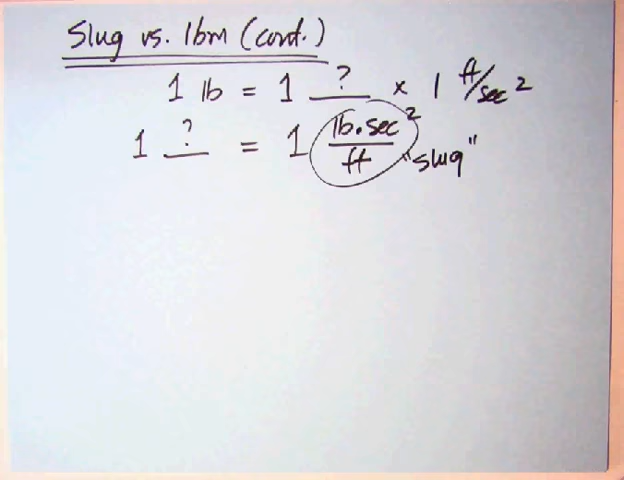 Slug vs. lbm (cont.)
1 lb = 1 ? × 1 ft/sec²
1 ? = 1 lb.sec²/ft "slug"